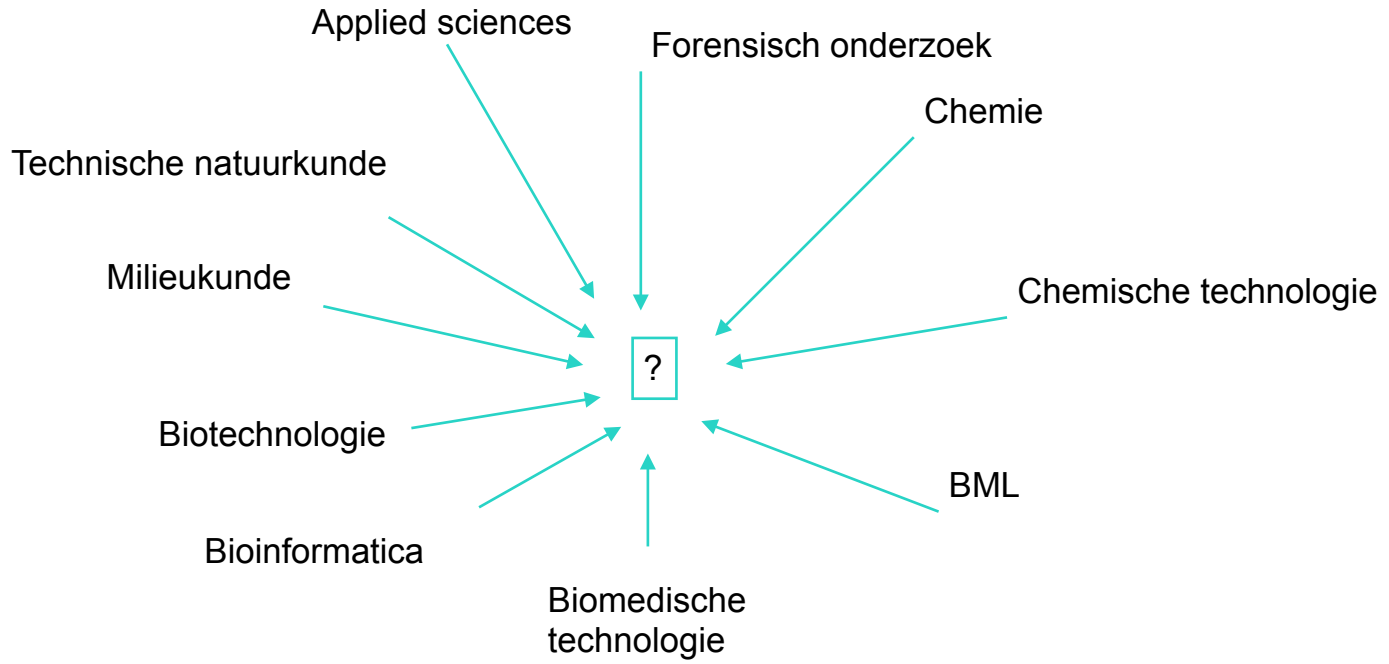 Applied sciences
Forensisch onderzoek
Chemie
Technische natuurkunde
Milieukunde
Chemische technologie
?
Biotechnologie
BML
Bioinformatica
Biomedische
technologie